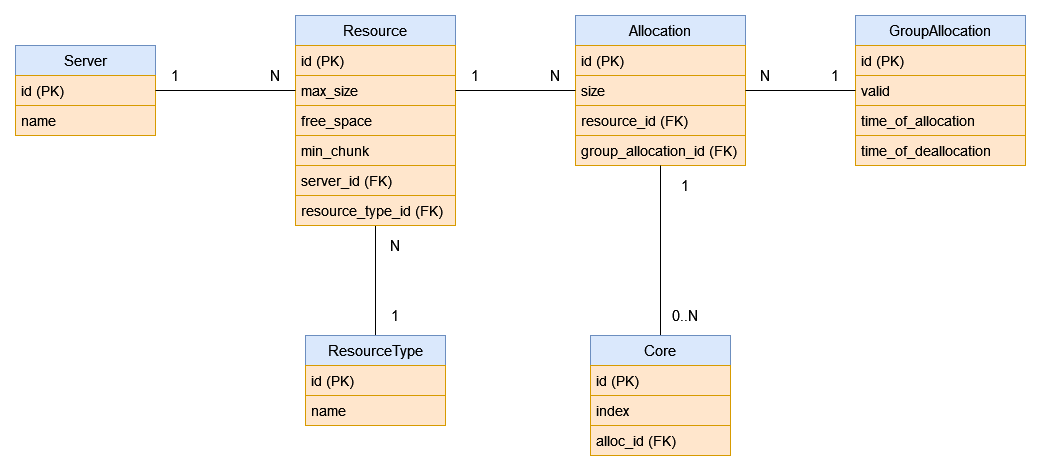 Server
id (PK)
name
1
N
Resource
id (PK)
max_size
free_space
min_chunk
server_id (FK)
resource_type_id (FK)
1
N
Allocation
id (PK)
size
resource_id (FK)
group_allocation_id (FK)
N
1
GroupAllocation
id (PK)
valid
time_of_allocation
time_of_deallocation
N
1
ResourceType
id (PK)
name
1
0..N
Core
id (PK)
index
alloc_id (FK)